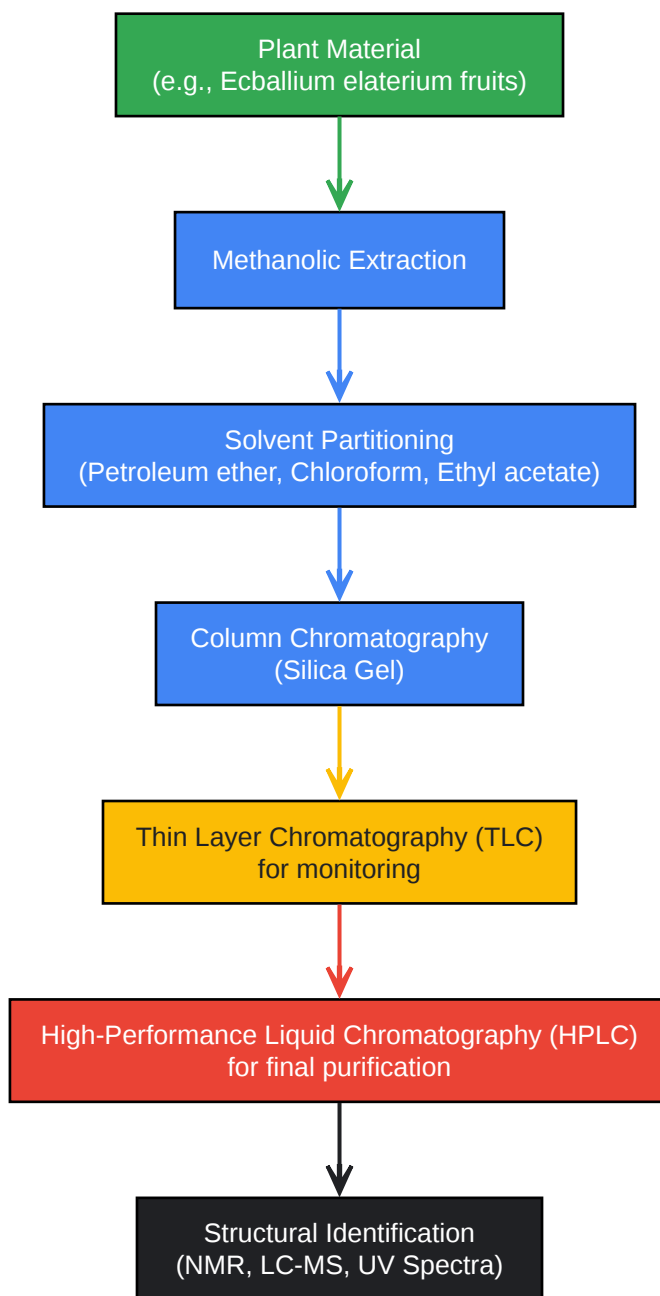 Plant Material
(e.g., Ecballium elaterium fruits)
Methanolic Extraction
Solvent Partitioning
(Petroleum ether, Chloroform, Ethyl acetate)
Column Chromatography
(Silica Gel)
Thin Layer Chromatography (TLC)
for monitoring
High-Performance Liquid Chromatography (HPLC)
for final purification
Structural Identification
(NMR, LC-MS, UV Spectra)